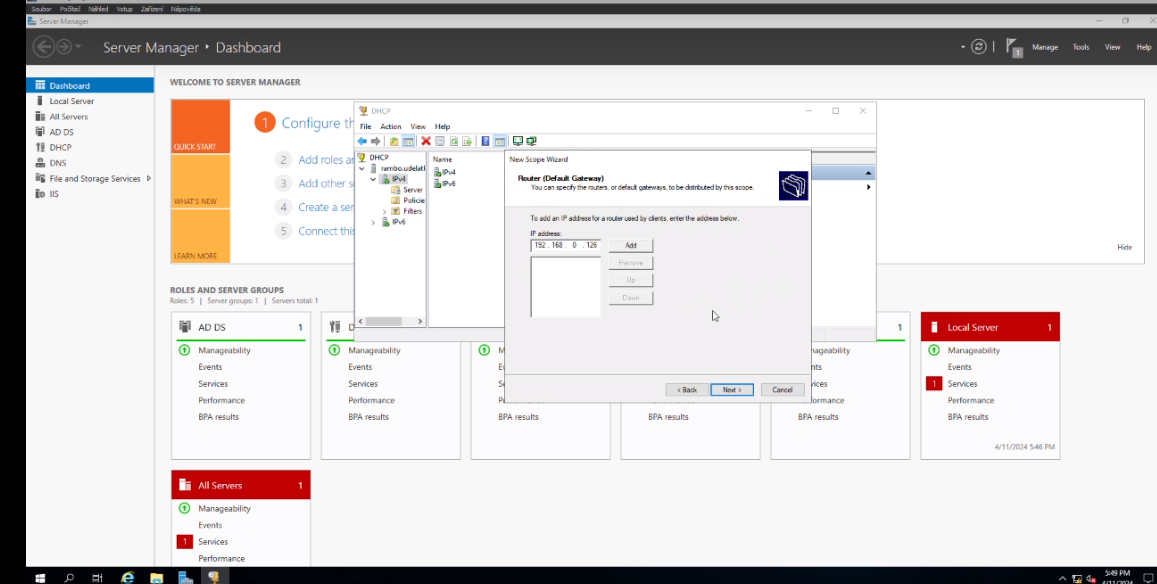 Soubor Počítač Náhled Vstup Zařízení Nápověda
Server Manager
Server Manager • Dashboard
Manage Tools View Help
Dashboard
Local Server
All Servers
AD DS
DHCP
DNS
File and Storage Services
IIS
WELCOME TO SERVER MANAGER
QUICK START
WHAT'S NEW
LEARN MORE
1 Configure th
2 Add roles a
3 Add other s
4 Create a ser
5 Connect this
Hide
DHCP
File Action View Help
DHCP
rambo.udelatl
IPv4
Server
Policie
Filters
IPv6
Name
IPv4
IPv6
New Scope Wizard
Router (Default Gateway)
You can specify the routers, or default gateways, to be distributed by this scope.
To add an IP address for a router used by clients, enter the address below.
IP address:
192 . 168 . 0 . 126
Add
Remove
Up
Down
< Back Next > Cancel
ROLES AND SERVER GROUPS
Roles: 5 | Server groups: 1 | Servers total: 1
AD DS 1
Manageability
Events
Services
Performance
BPA results
D
Manageability
Events
Services
Performance
BPA results
M
E
Se
P
BPA results
BPA results
1
nageability
nts
vices
ormance
BPA results
Local Server 1
Manageability
Events
1 Services
Performance
BPA results
4/11/2024 5:46 PM
All Servers 1
Manageability
Events
1 Services
Performance
5:49 PM
4/11/2024